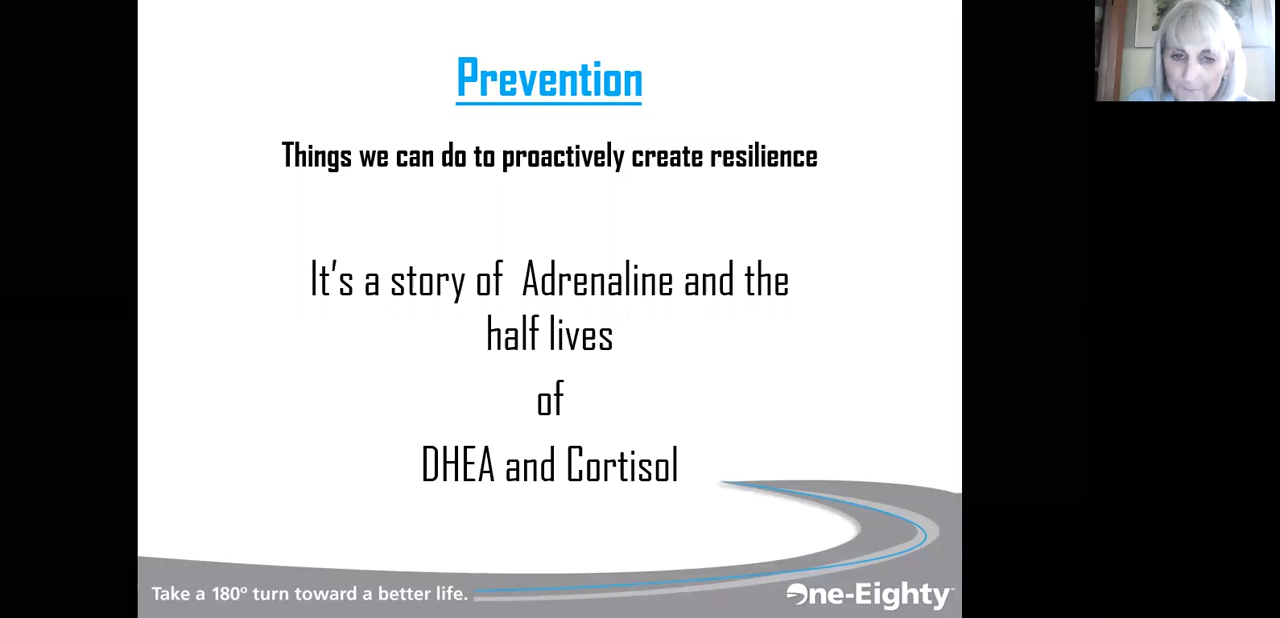 Prevention
Things we can do to proactively create resilience
It's a story of Adrenaline and the
half lives
of
DHEA and Cortisol
Take a 180º turn toward a better life.
One-Eighty